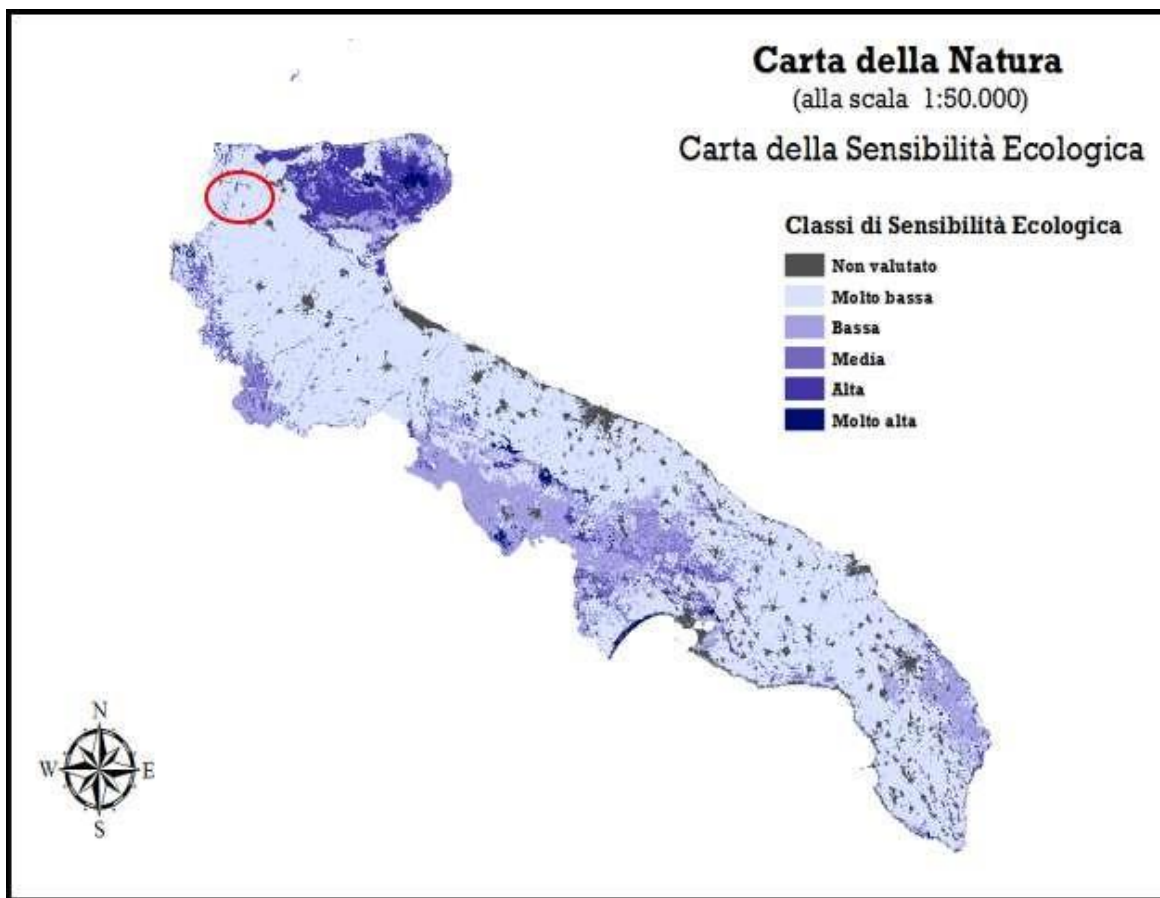 Carta della Natura
(alla scala 1:50.000)
Carta della Sensibilità Ecologica
Classi di Sensibilità Ecologica
Non valutato
Molto bassa
Bassa
Media
Alta
Molto alta
N
W E
S